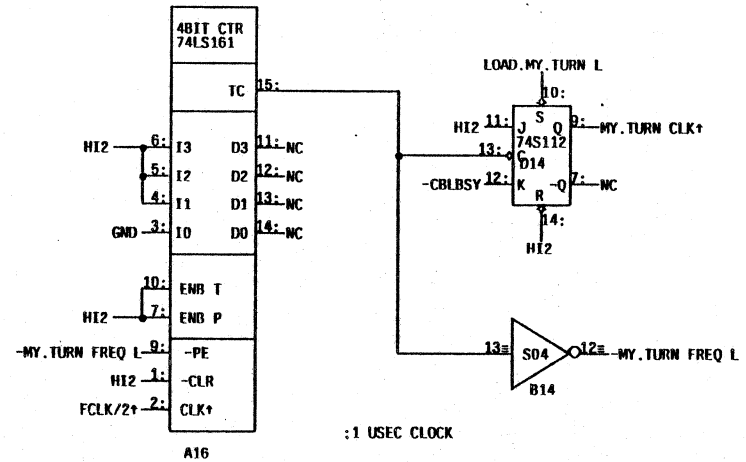 4BIT CTR
74LS161
TC 15:
HI2 6: I3 D3 11: NC
5: I2 D2 12: NC
4: I1 D1 13: NC
GND 3: I0 D0 14: NC
10: ENB T
HI2 7: ENB P
-MY.TURN FREQ L 9: -PE
HI2 1: -CLR
FCLK/2↑ 2: CLK↑
A16
LOAD.MY.TURN L
10:
S
HI2 11: J Q 9: MY.TURN CLK↑
74S112
13: C D14
-CBLBSY 12: K -Q 7: NC
R
14:
HI2
13≡ S04 12≡ -MY.TURN FREQ L
B14
;1 USEC CLOCK